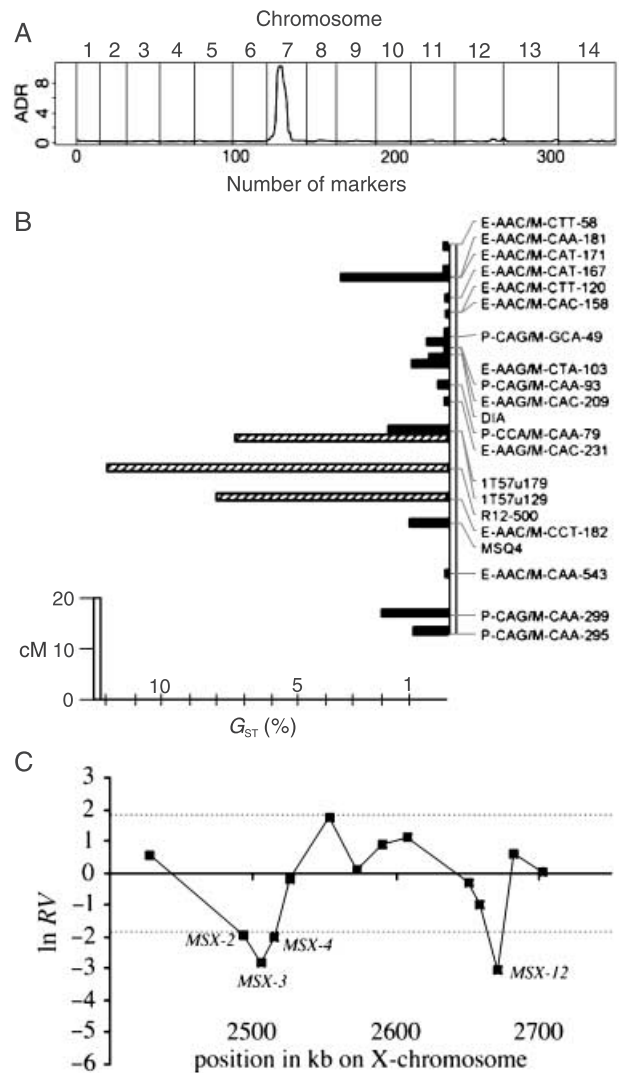 A
Chromosome
1 2 3 4 5 6 7 8 9 10 11 12 13 14
ADR
8
4
0
0 100 200 300
Number of markers
B
E-AAC/M-CTT-58
E-AAC/M-CAA-181
E-AAC/M-CAT-171
E-AAC/M-CAT-167
E-AAC/M-CTT-120
E-AAC/M-CAC-158
P-CAG/M-GCA-49
E-AAG/M-CTA-103
P-CAG/M-CAA-93
E-AAG/M-CAC-209
DIA
P-CCA/M-CAA-79
E-AAG/M-CAC-231
1T57u179
1T57u129
R12-500
E-AAC/M-CCT-182
MSQ4
E-AAC/M-CAA-543
P-CAG/M-CAA-299
P-CAG/M-CAA-295
20
cM 10
0
10 5 1
GST (%)
C
3
2
1
0
-1
-2
-3
-4
-5
-6
ln RV
MSX-2
MSX-3
MSX-4
MSX-12
2500 2600 2700
position in kb on X-chromosome